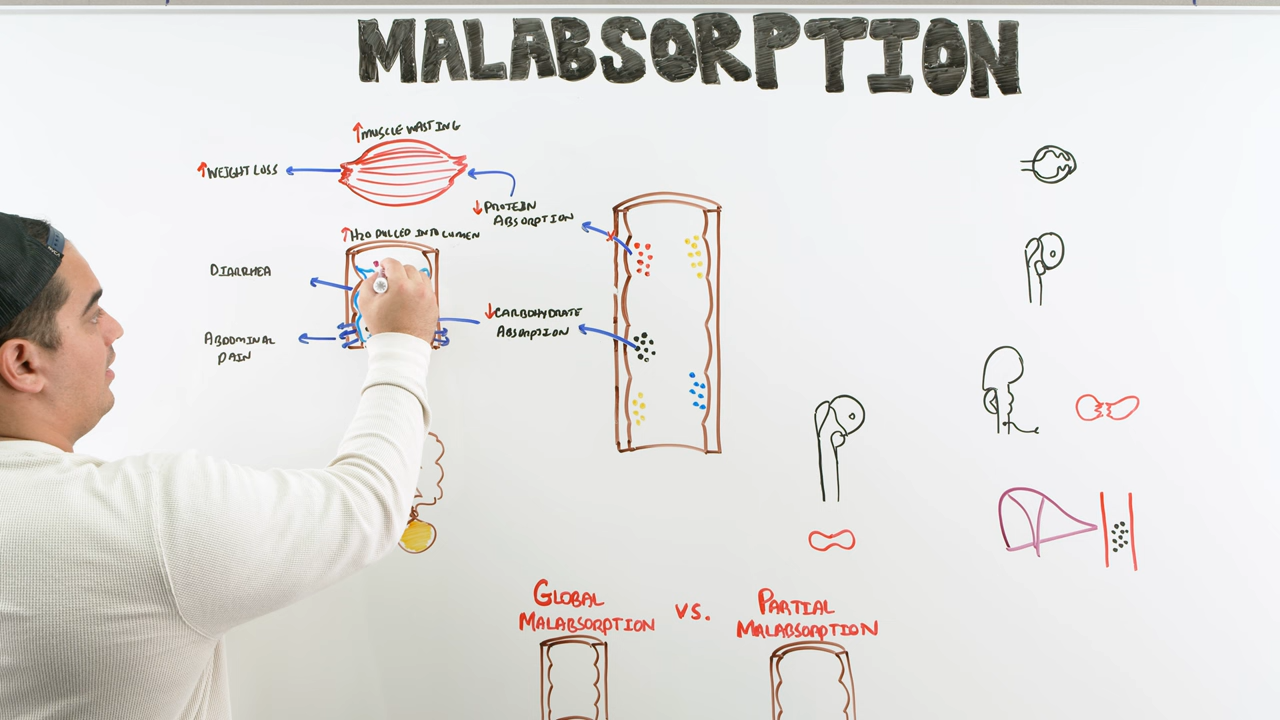 MALABSORPTION
↑MUSCLE WASTING
↑WEIGHT LOSS
↓PROTEIN
ABSORPTION
↑H2O PULLED INTO LUMEN
DIARRHEA
↓CARBOHYDRATE
ABSORPTION
ABDOMINAL
PAIN
GLOBAL
MALABSORPTION
VS.
PARTIAL
MALABSORPTION